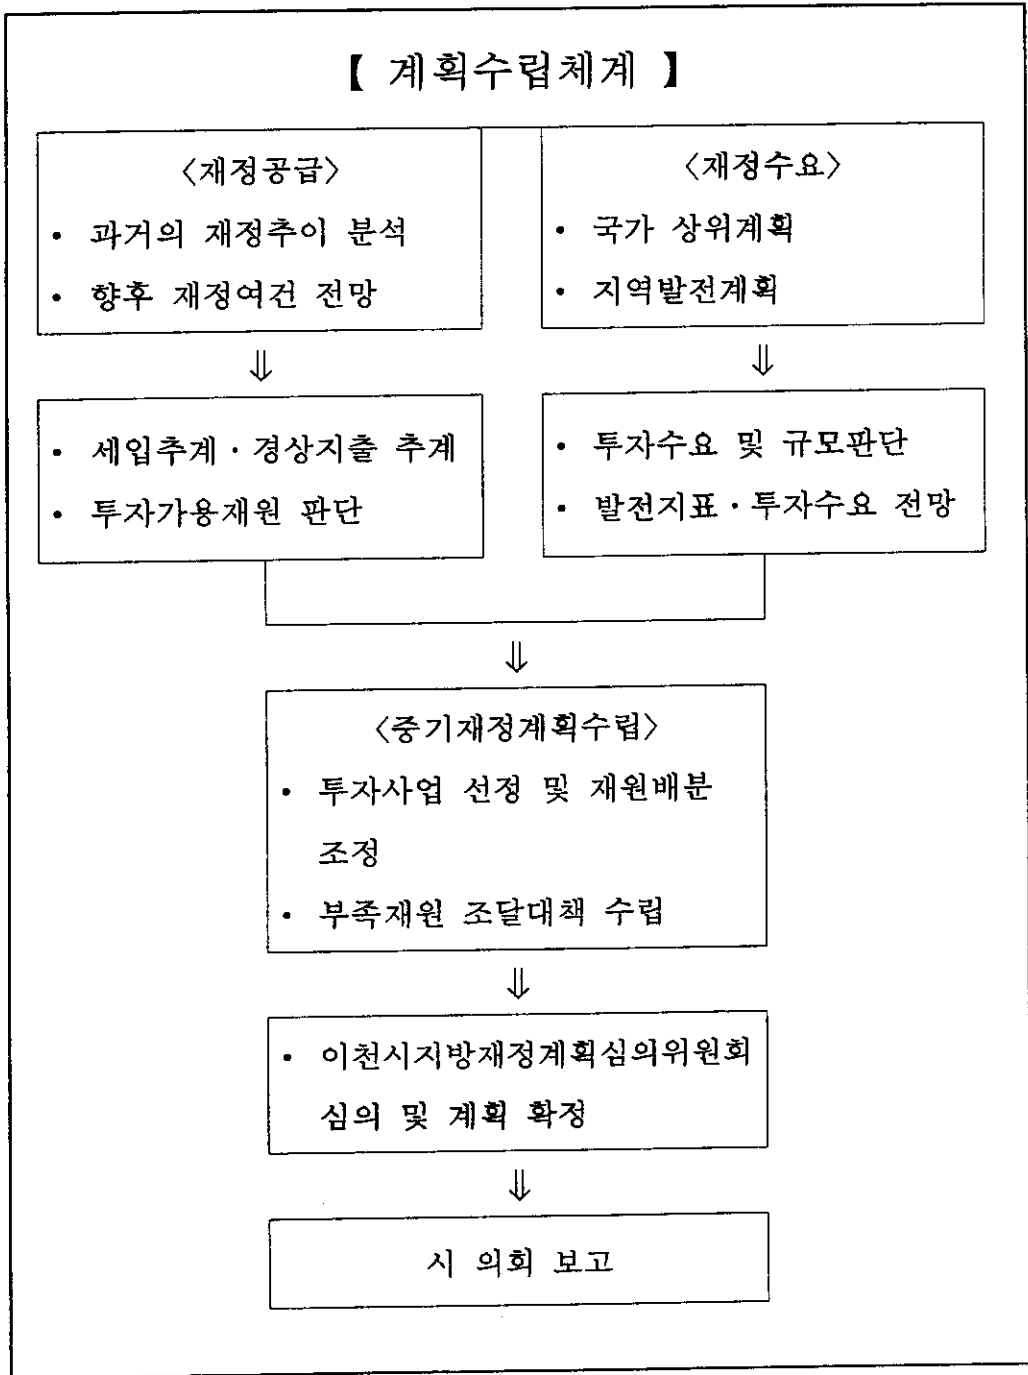 【 계획수립체계 】
〈재정공급〉
• 과거의 재정추이 분석
• 향후 재정여건 전망
〈재정수요〉
• 국가 상위계획
• 지역발전계획
⇓
⇓
• 세입추계·경상지출 추계
• 투자가용재원 판단
• 투자수요 및 규모판단
• 발전지표·투자수요 전망
⇓
〈중기재정계획수립〉
• 투자사업 선정 및 재원배분
조정
• 부족재원 조달대책 수립
⇓
• 이천시지방재정계획심의위원회
심의 및 계획 확정
⇓
시 의회 보고